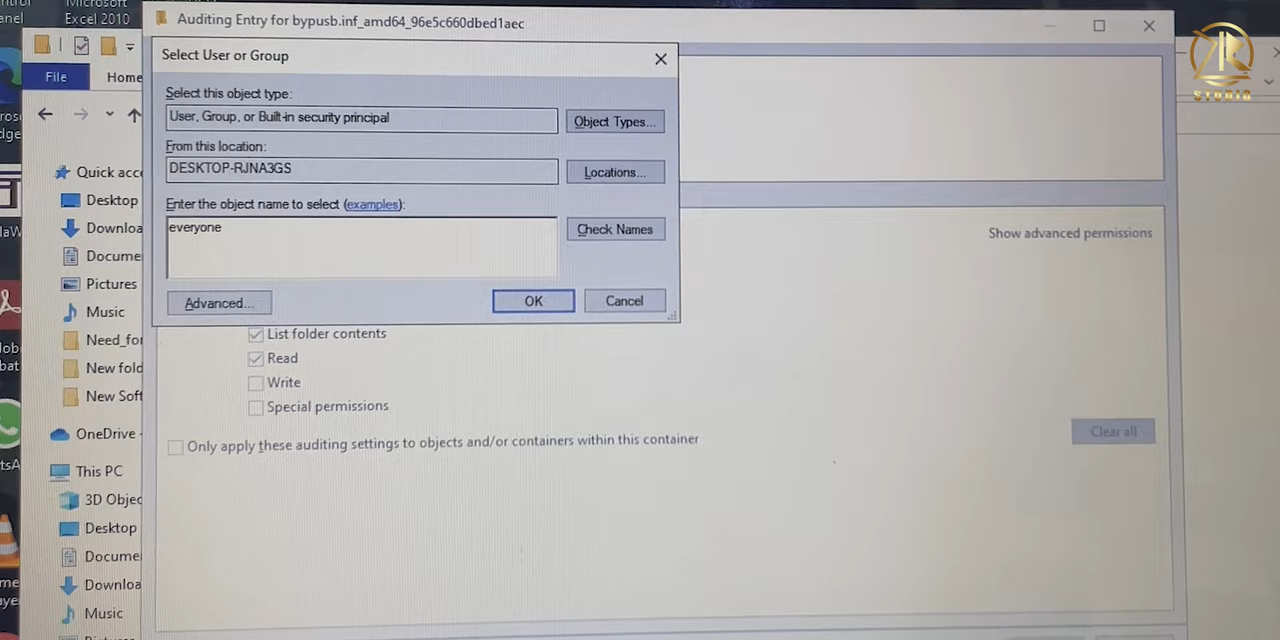 Microsoft
Excel 2010
anel
Auditing Entry for bypusb.inf_amd64_96e5c660dbed1aec
Select User or Group
File
Home
Select this object type:
User, Group, or Built-in security principal
Object Types...
From this location:
DESKTOP-RJNA3GS
Locations...
Enter the object name to select (examples):
everyone
Check Names
Advanced...
OK
Cancel
Show advanced permissions
List folder contents
Read
Write
Special permissions
Only apply these auditing settings to objects and/or containers within this container
Clear all
Quick acc
Desktop
Downloa
Docume
Pictures
Music
Need_for
New fold
New Soft
OneDrive -
This PC
3D Objec
Desktop
Docume
Downloa
Music
STUDIO